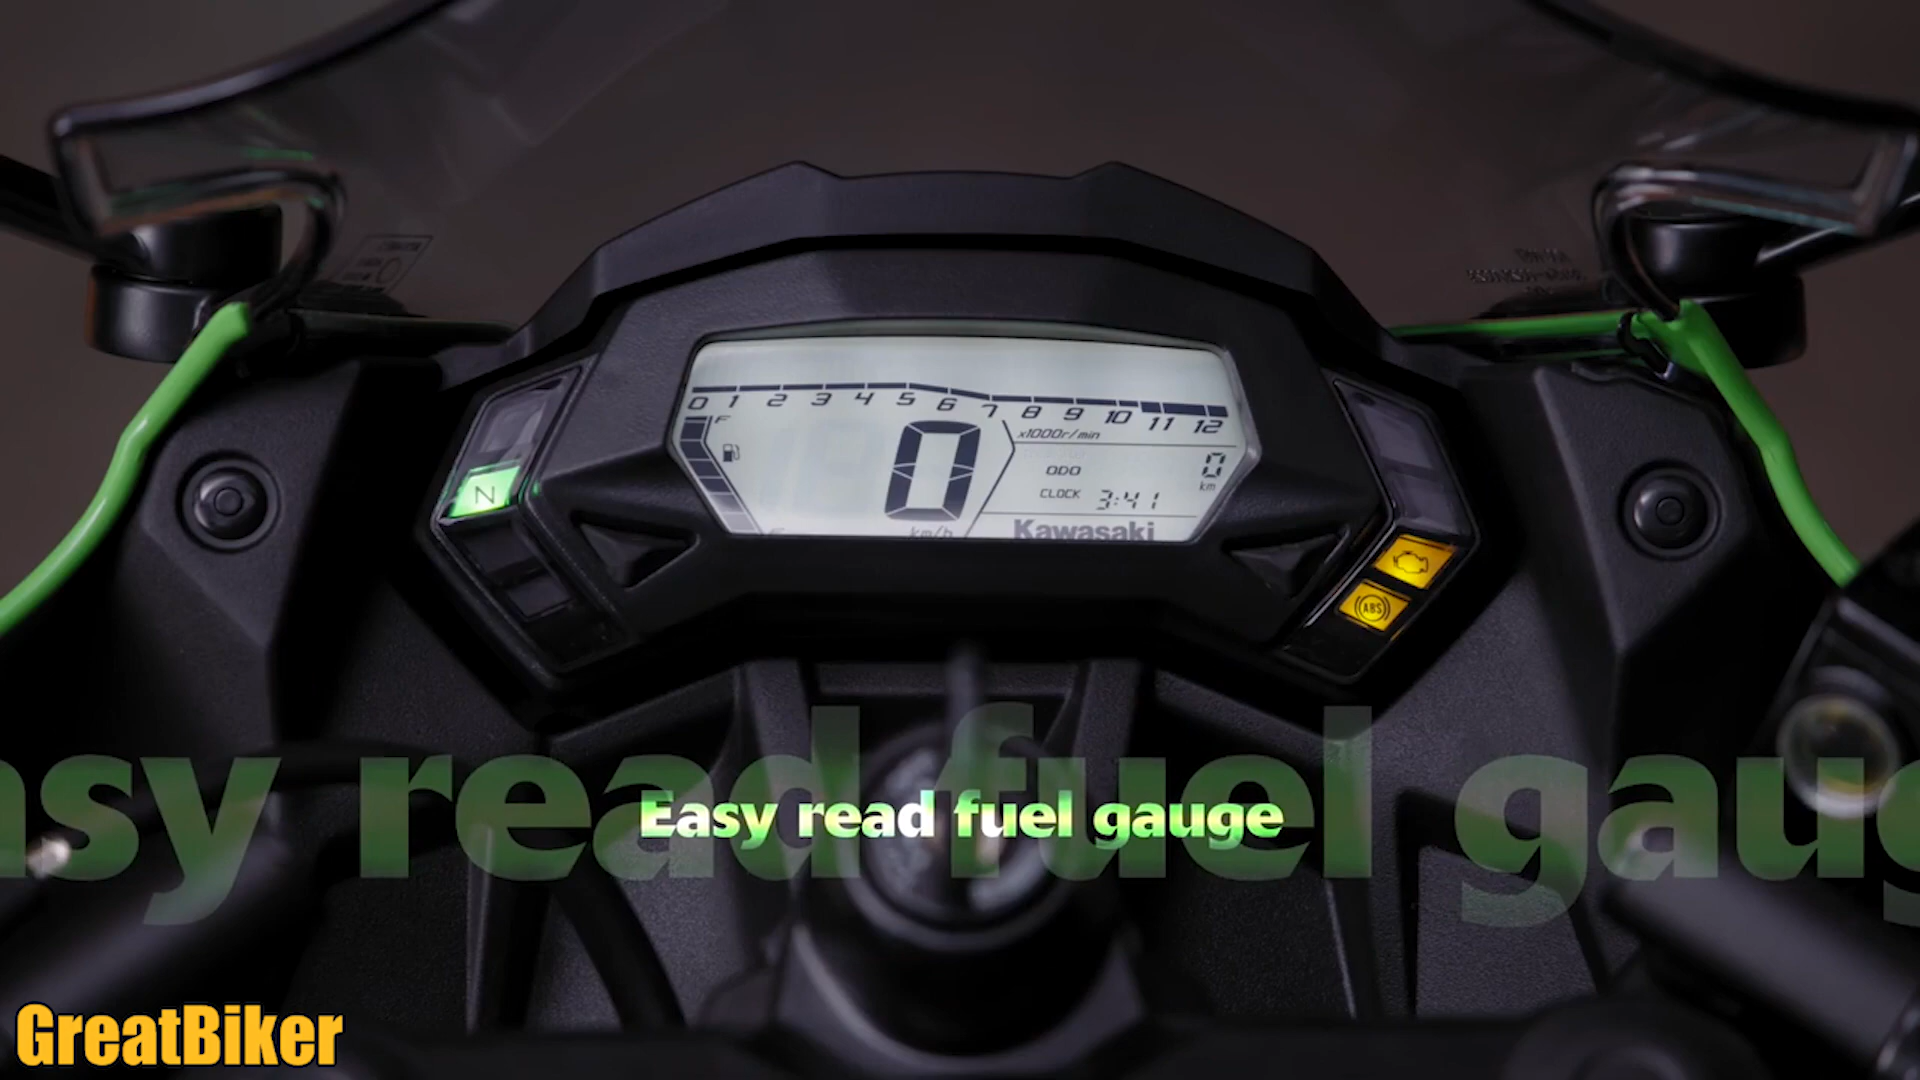 0 1 2 3 4 5 6 7 8 9 10 11 12
x1000r/min
F
0
km/h
ODO 0
km
CLOCK 3:41
Kawasaki
N
ABS
asy read fuel gaug
Easy read fuel gauge
GreatBiker